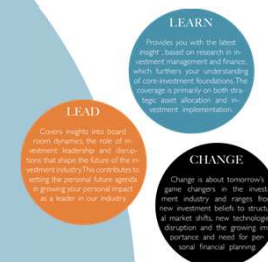 LEARN
Provides you with the latest
insight, based on research in in-
vestment management and finance,
which furthers your understanding
of core-investment foundations. The
coverage is primarily on both stra-
tegic asset allocation and in-
vestment implementation.
LEAD
Covers insights into board
room dynamics, the role of in-
vestment leadership and disrup-
tions that shape the future of the in-
vestment industry. This contributes to
setting the personal future agenda
in growing your personal impact
as a leader in our industry.
CHANGE
Change is about tomorrow's
game changers in the invest-
ment industry and ranges from
new investment beliefs to structur-
al market shifts, new technologies
disruption and the growing im-
portance and need for per-
sonal financial planning.